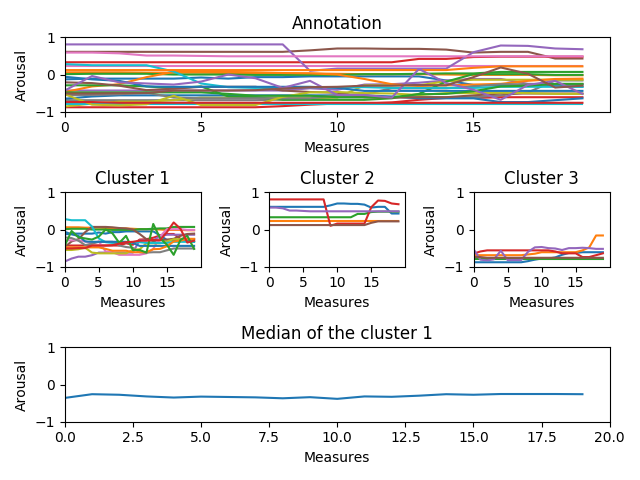 Annotation
1
0
−1
Arousal
0 5 10 15
Measures
Cluster 1 Cluster 2 Cluster 3
1 1 1
0 0 0
−1 −1 −1
Arousal Arousal Arousal
0 5 10 15 0 5 10 15 0 5 10 15
Measures Measures Measures
Median of the cluster 1
1
0
−1
Arousal
0.0 2.5 5.0 7.5 10.0 12.5 15.0 17.5 20.0
Measures